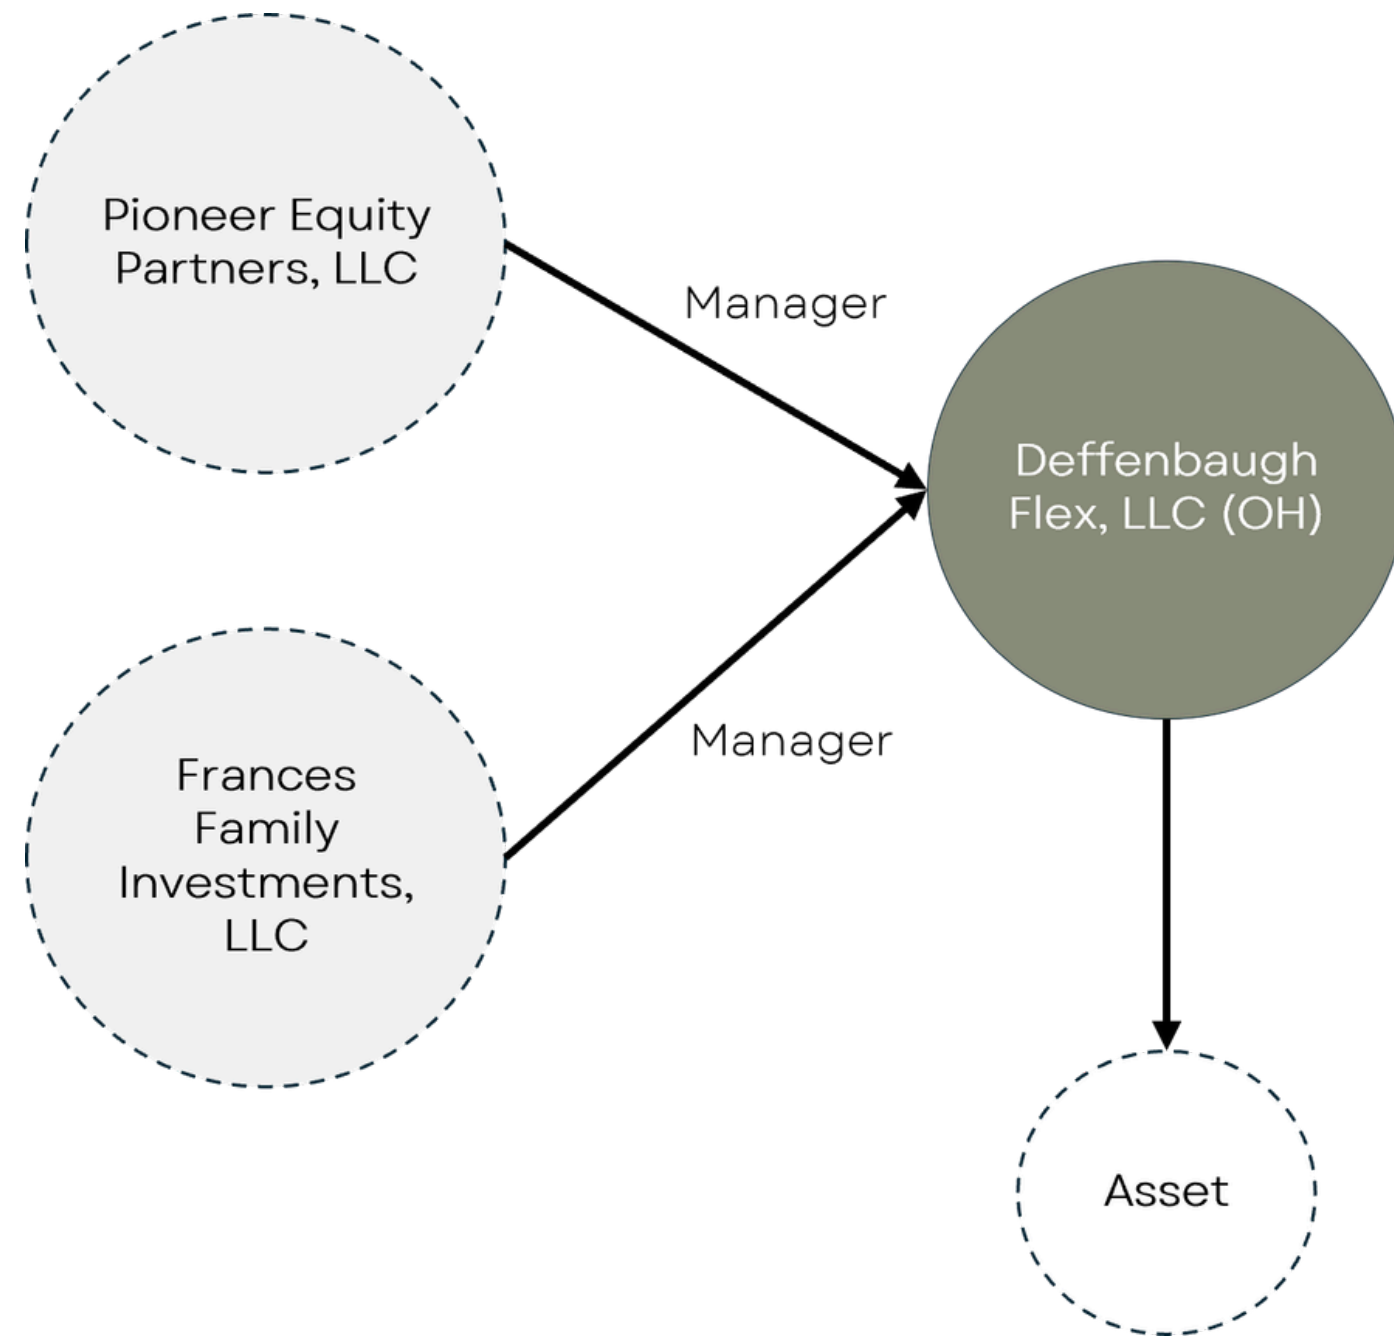 Pioneer Equity
Partners, LLC
Manager
Deffenbaugh
Flex, LLC (OH)
Manager
Frances
Family
Investments,
LLC
Asset